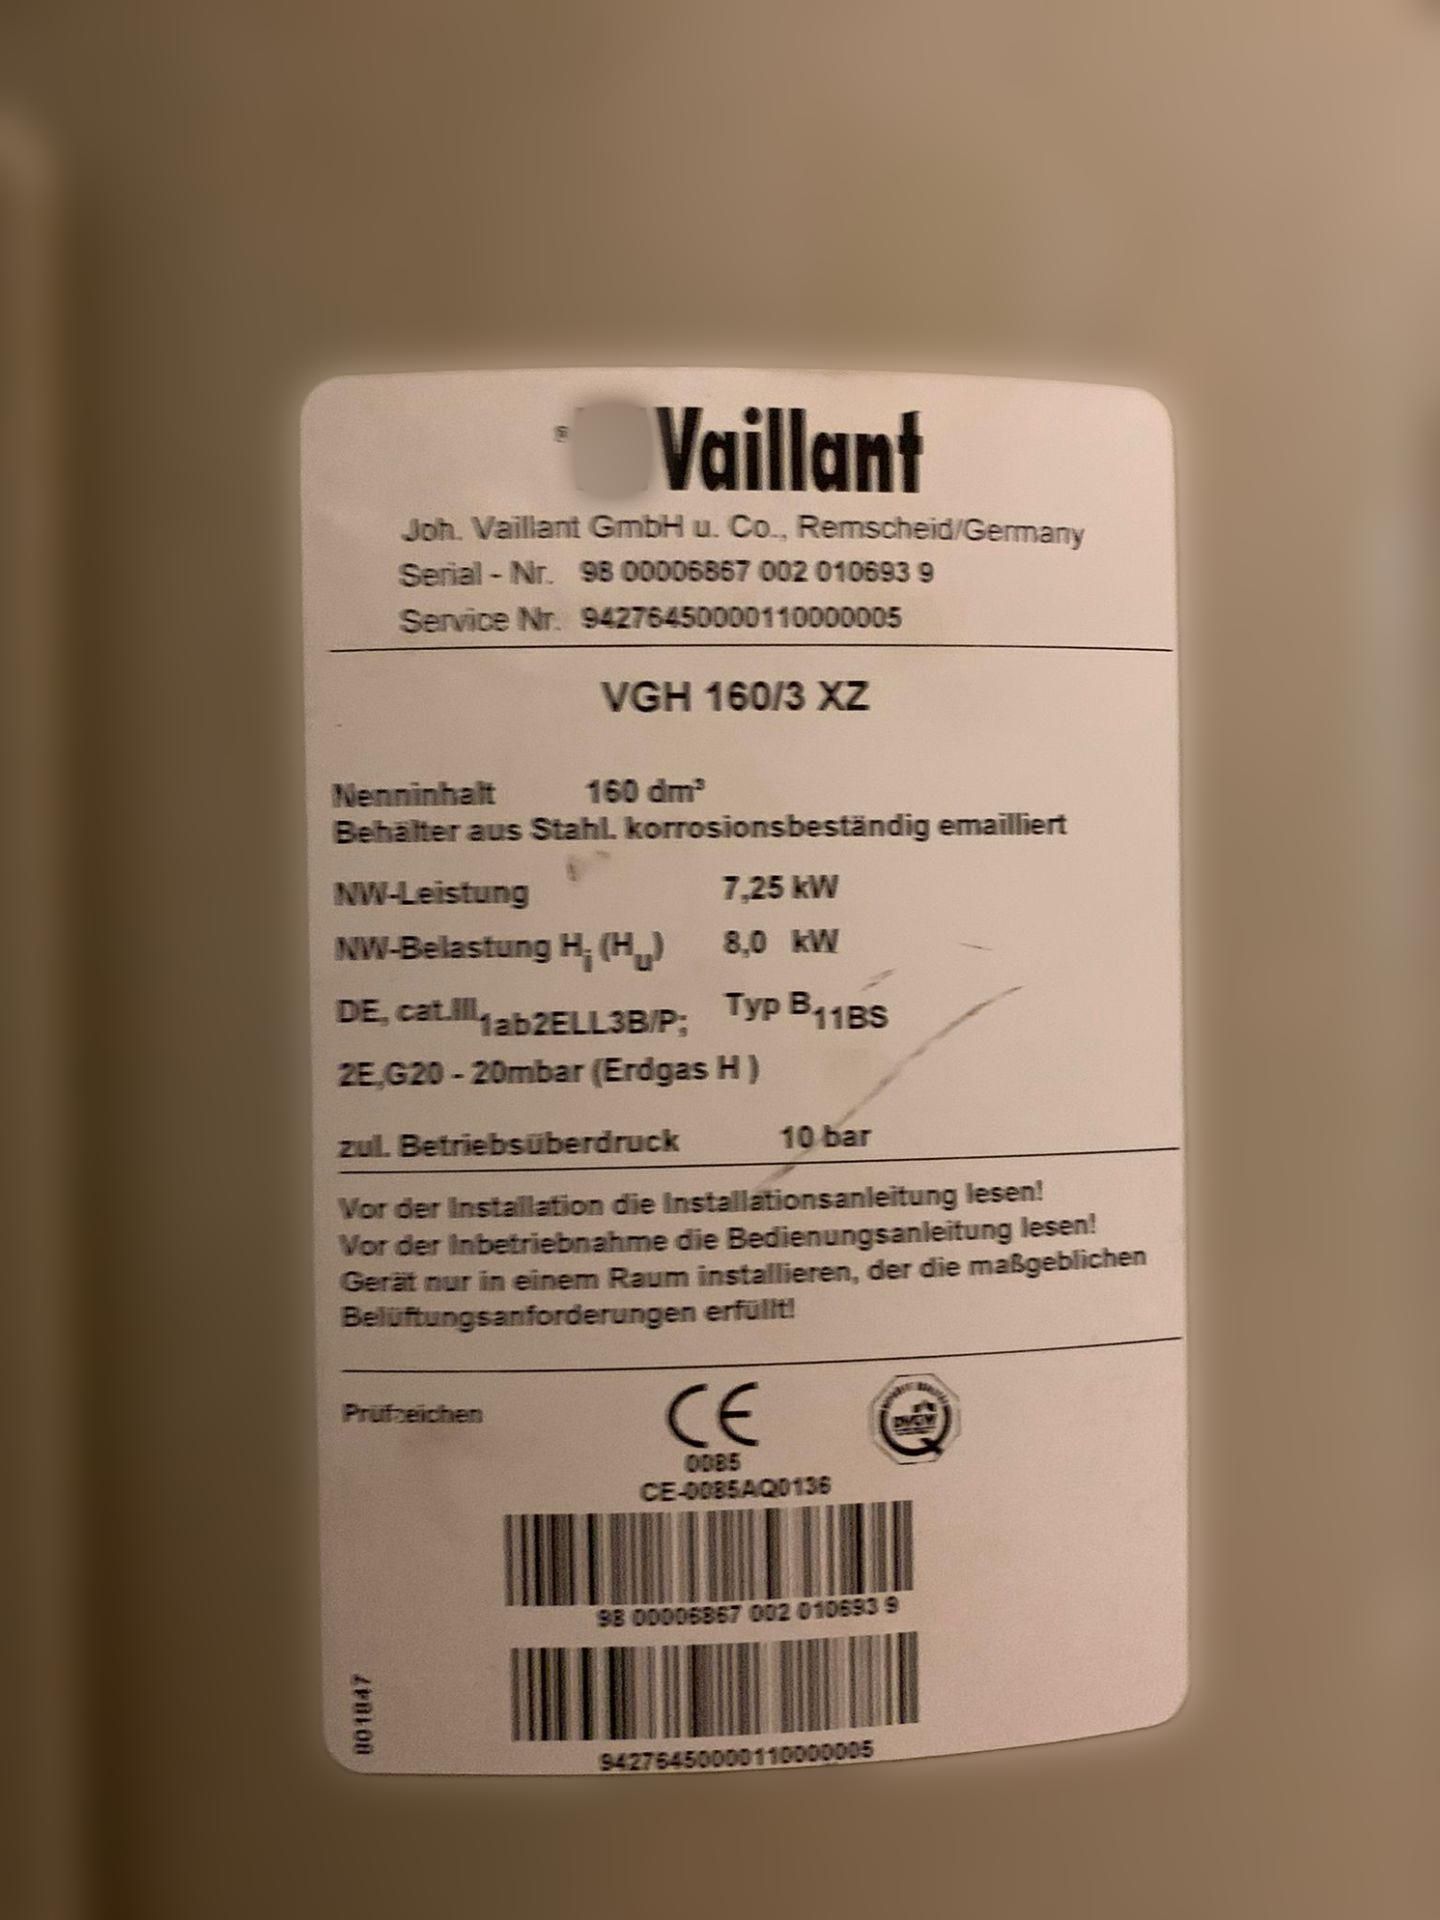 Vaillant
Joh. Vaillant GmbH u. Co., Remscheid/Germany
Serial - Nr. 98 00006867 002 010693 9
Service Nr. 94276450000110000005
VGH 160/3 XZ
Nenninhalt 160 dm³
Behälter aus Stahl. korrosionsbeständig emailliert
NW-Leistung 7,25 kW
NW-Belastung Hi (Hu) 8,0 kW
DE, cat.III1ab2ELL3B/P; Typ B11BS
2E,G20 - 20mbar (Erdgas H )
zul. Betriebsüberdruck 10 bar
Vor der Installation die Installationsanleitung lesen!
Vor der Inbetriebnahme die Bedienungsanleitung lesen!
Gerät nur in einem Raum installieren, der die maßgeblichen
Belüftungsanforderungen erfüllt!
Prüfzeichen
CE
0085
DVGW
CE-0085AQ0136
98 00006867 002 010693 9
94276450000110000005
801847